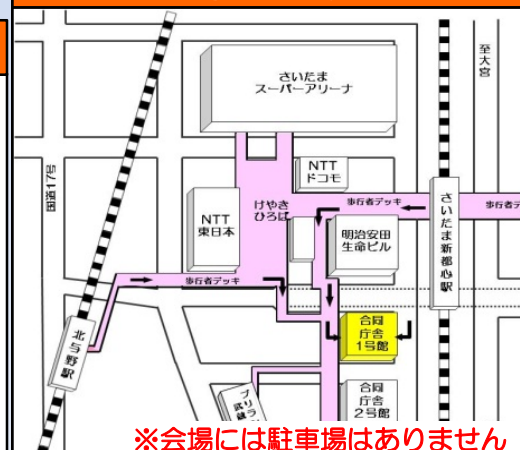 さいたま
スーパーアリーナ
至大宮
国道17号
NTT
ドコモ
けやき
ひろば
NTT
東日本
歩行者デッキ
さいたま新都心駅
歩行者デ
明治安田
生命ビル
歩行者デッキ
北与野駅
合同
庁舎
1号館
合同
庁舎
2号館
ブリラ
武蔵
※会場には駐車場はありません